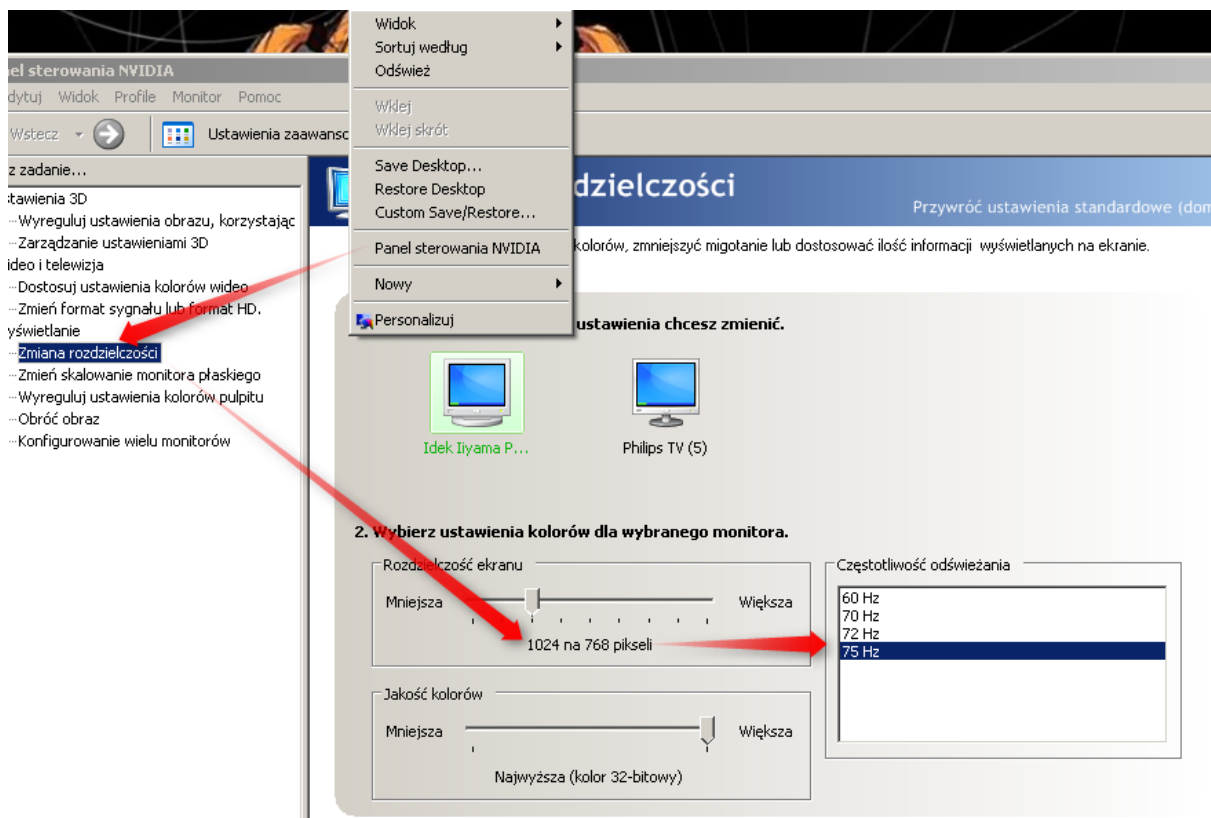 Widok
Sortuj według
Odśwież
Wklej
Wklej skrót
Save Desktop...
Restore Desktop
Custom Save/Restore...
Panel sterowania NVIDIA
Nowy
Personalizuj
nel sterowania NVIDIA
dytuj Widok Profile Monitor Pomoc
Wstecz
Ustawienia zaawansc
z zadanie...
stawienia 3D
Wyreguluj ustawienia obrazu, korzystając
Zarządzanie ustawieniami 3D
ideo i telewizja
Dostosuj ustawienia kolorów wideo
Zmień format sygnału lub format HD.
yświetlanie
Zmiana rozdzielczości
Zmień skalowanie monitora płaskiego
Wyreguluj ustawienia kolorów pulpitu
Obróć obraz
Konfigurowanie wielu monitorów
dzielczości
Przywróć ustawienia standardowe (dom
kolorów, zmniejszyć migotanie lub dostosować ilość informacji wyświetlanych na ekranie.
ustawienia chcesz zmienić.
Idek Iiyama P...
Philips TV (5)
2. Wybierz ustawienia kolorów dla wybranego monitora.
Rozdzielczość ekranu
Mniejsza
Większa
1024 na 768 pikseli
Częstotliwość odświeżania
60 Hz
70 Hz
72 Hz
75 Hz
Jakość kolorów
Mniejsza
Większa
Najwyższa (kolor 32-bitowy)